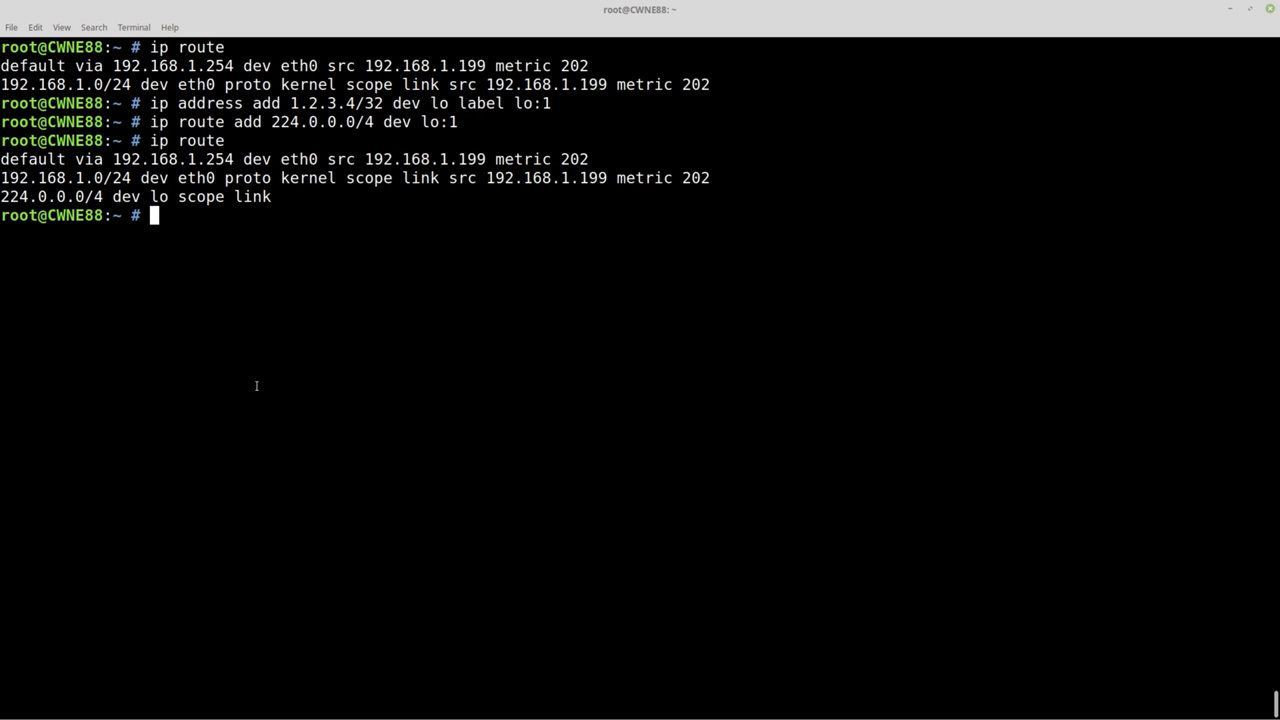 root@CWNE88: ~
File Edit View Search Terminal Help
root@CWNE88:~ # ip route
default via 192.168.1.254 dev eth0 src 192.168.1.199 metric 202
192.168.1.0/24 dev eth0 proto kernel scope link src 192.168.1.199 metric 202
root@CWNE88:~ # ip address add 1.2.3.4/32 dev lo label lo:1
root@CWNE88:~ # ip route add 224.0.0.0/4 dev lo:1
root@CWNE88:~ # ip route
default via 192.168.1.254 dev eth0 src 192.168.1.199 metric 202
192.168.1.0/24 dev eth0 proto kernel scope link src 192.168.1.199 metric 202
224.0.0.0/4 dev lo scope link
root@CWNE88:~ #